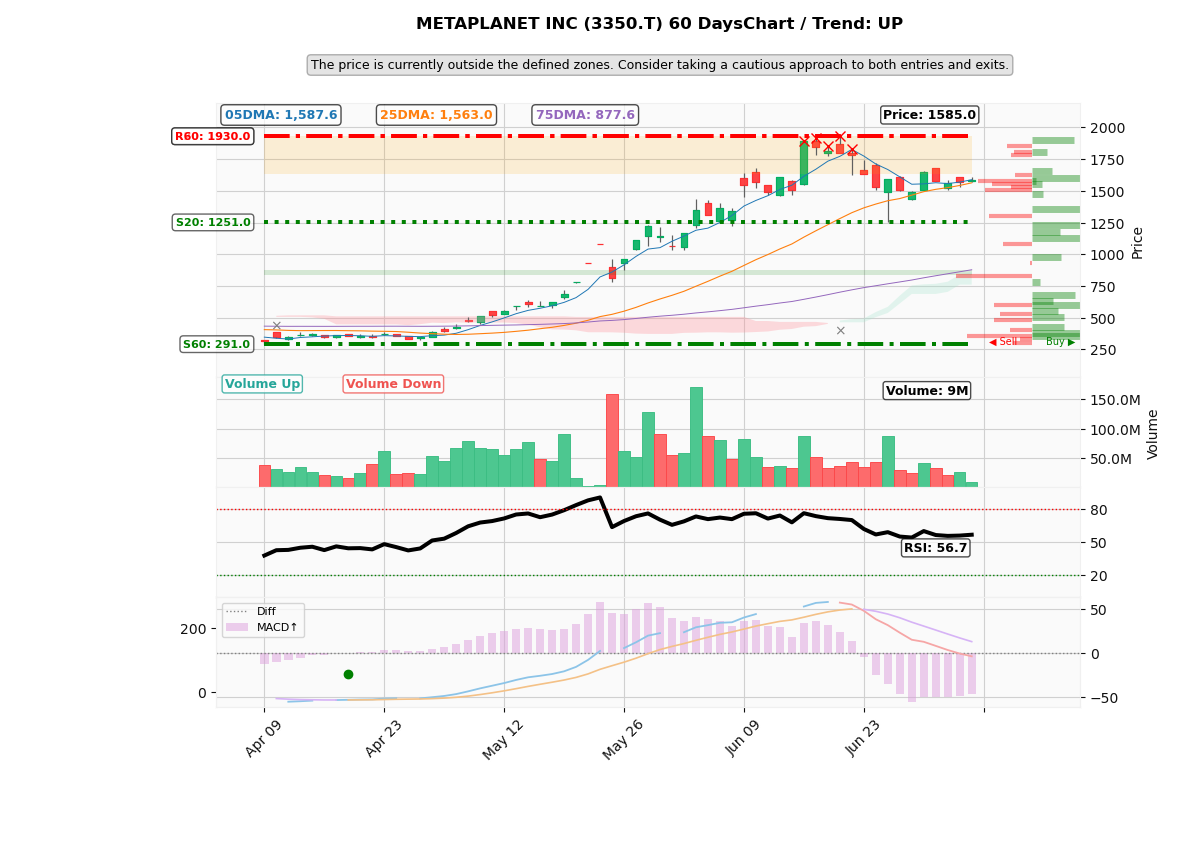 METAPLANET INC (3350.T) 60 DaysChart / Trend: UP
The price is currently outside the defined zones. Consider taking a cautious approach to both entries and exits.
05DMA: 1,587.6
25DMA: 1,563.0
75DMA: 877.6
Price: 1585.0
R60: 1930.0
S20: 1251.0
S60: 291.0
2000
1750
1500
1250
1000
750
500
250
Price
◀ Sell
Buy ▶
Volume Up
Volume Down
Volume: 9M
150.0M
100.0M
50.0M
Volume
80
50
20
RSI: 56.7
Diff
MACD↑
200
0
50
0
−50
Apr 09
Apr 23
May 12
May 26
Jun 09
Jun 23